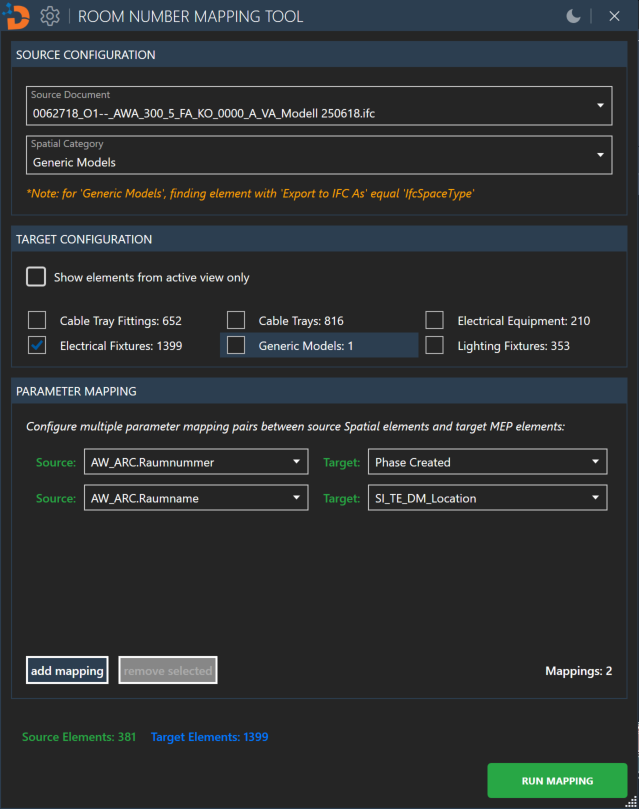 ROOM NUMBER MAPPING TOOL
SOURCE CONFIGURATION
Source Document
0062718_O1--_AWA_300_5_FA_KO_0000_A_VA_Modell 250618.ifc
Spatial Category
Generic Models
*Note: for 'Generic Models', finding element with 'Export to IFC As' equal 'IfcSpaceType'
TARGET CONFIGURATION
Show elements from active view only
Cable Tray Fittings: 652 Cable Trays: 816 Electrical Equipment: 210
Electrical Fixtures: 1399 Generic Models: 1 Lighting Fixtures: 353
PARAMETER MAPPING
Configure multiple parameter mapping pairs between source Spatial elements and target MEP elements:
Source: AW_ARC.Raumnummer Target: Phase Created
Source: AW_ARC.Raumname Target: SI_TE_DM_Location
add mapping remove selected Mappings: 2
Source Elements: 381 Target Elements: 1399
RUN MAPPING